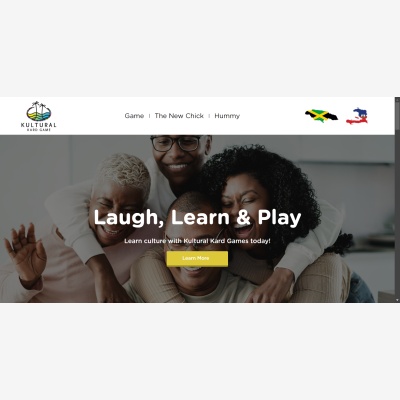 KULTURAL
KARD GAME
Game | The New Chick | Hummy
Laugh, Learn & Play
Learn culture with Kultural Kard Games today!
Learn More